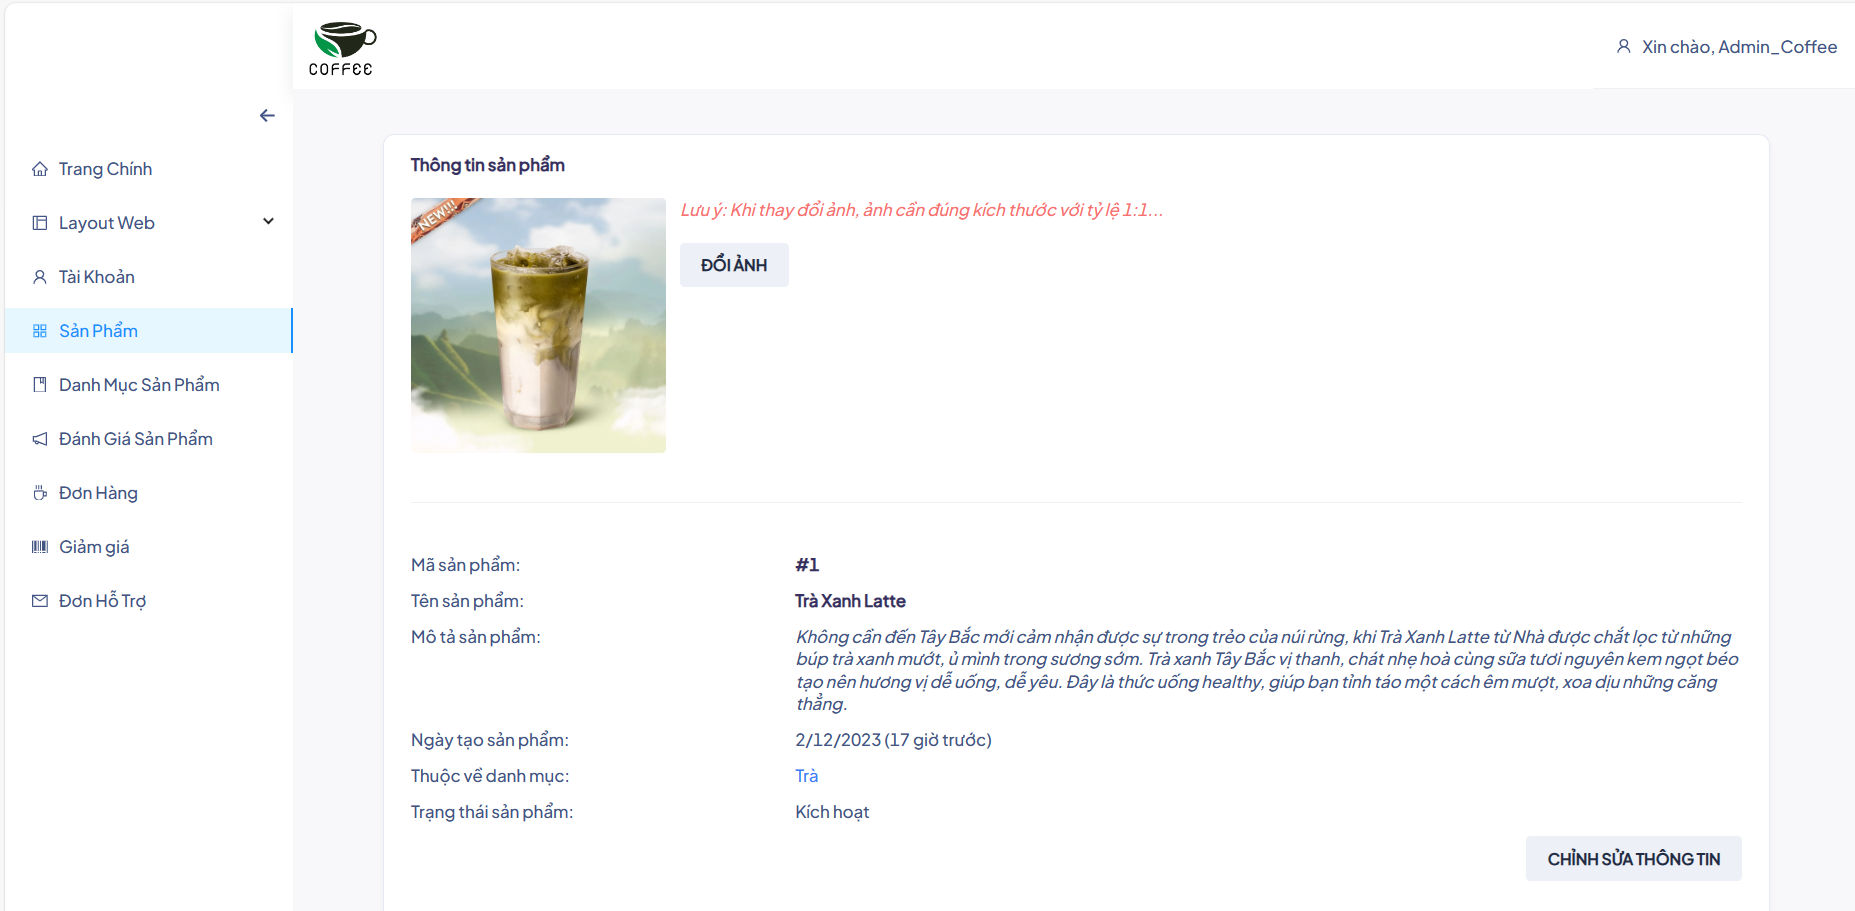 COFFEE
Xin chào, Admin_Coffee
Trang Chính
Layout Web
Tài Khoản
Sản Phẩm
Danh Mục Sản Phẩm
Đánh Giá Sản Phẩm
Đơn Hàng
Giảm giá
Đơn Hỗ Trợ
Thông tin sản phẩm
NEW!!!
Lưu ý: Khi thay đổi ảnh, ảnh cần đúng kích thước với tỷ lệ 1:1...
ĐỔI ẢNH
Mã sản phẩm: #1
Tên sản phẩm: Trà Xanh Latte
Mô tả sản phẩm: Không cần đến Tây Bắc mới cảm nhận được sự trong trẻo của núi rừng, khi Trà Xanh Latte từ Nhà được chắt lọc từ những
búp trà xanh mướt, ủ mình trong sương sớm. Trà xanh Tây Bắc vị thanh, chát nhẹ hoà cùng sữa tươi nguyên kem ngọt béo
tạo nên hương vị dễ uống, dễ yêu. Đây là thức uống healthy, giúp bạn tỉnh táo một cách êm mượt, xoa dịu những căng
thẳng.
Ngày tạo sản phẩm: 2/12/2023 (17 giờ trước)
Thuộc về danh mục: Trà
Trạng thái sản phẩm: Kích hoạt
CHỈNH SỬA THÔNG TIN